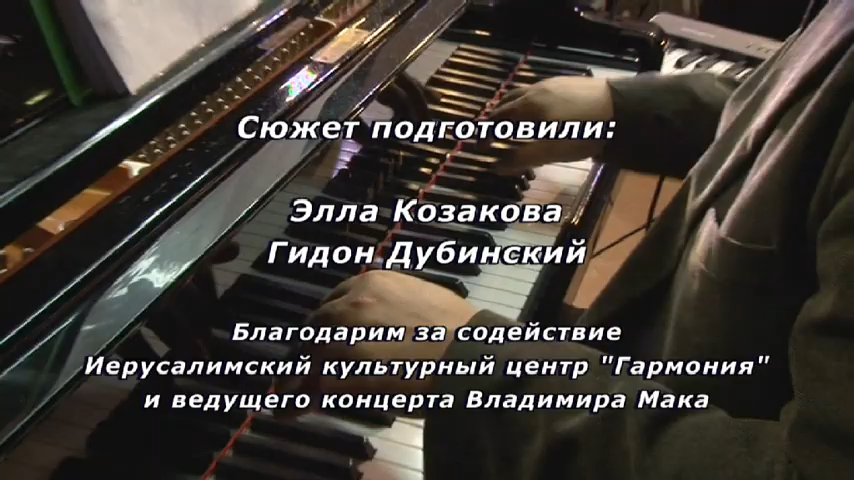 Сюжет подготовили:
Элла Козакова
Гидон Дубинский
Благодарим за содействие
Иерусалимский культурный центр "Гармония"
и ведущего концерта Владимира Мака